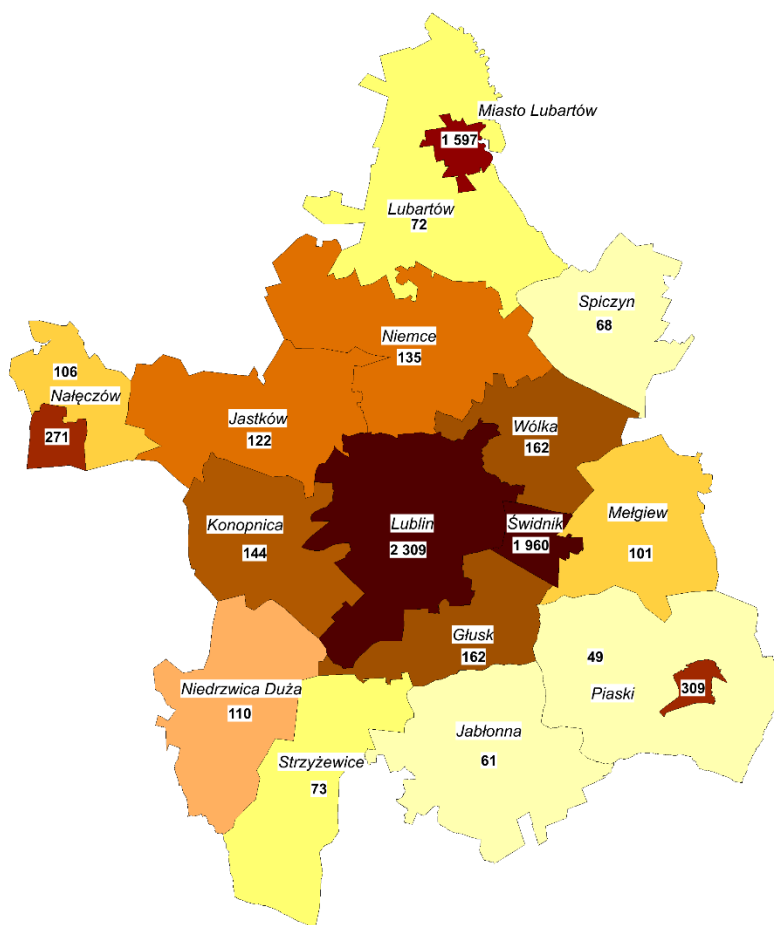 Miasto Lubartów
1 597
Lubartów
72
Spiczyn
68
Niemce
135
106
Nałęczów
271
Jastków
122
Wólka
162
Konopnica
144
Lublin
2 309
Świdnik
1 960
Mełgiew
101
Głusk
162
49
Piaski
309
Niedrzwica Duża
110
Jabłonna
61
Strzyżewice
73